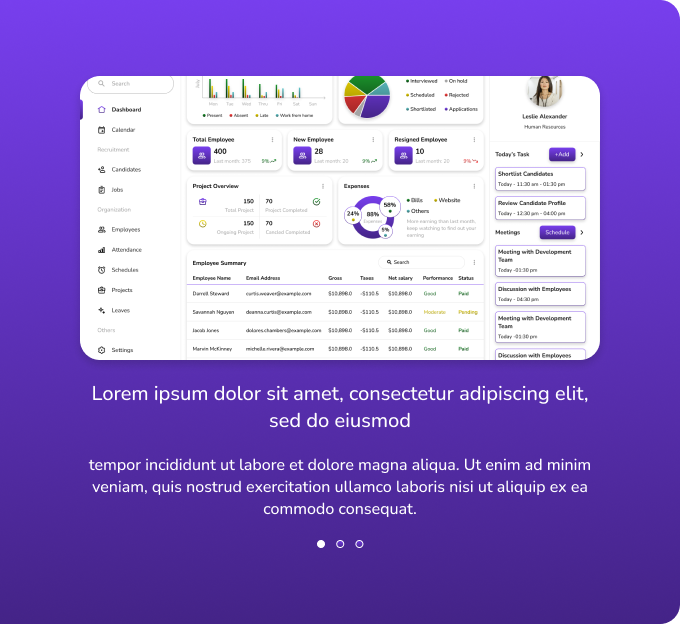 Search
Dashboard
Calendar
Recruitment
Candidates
Jobs
Organization
Employees
Attendance
Schedules
Projects
Leaves
Others
Settings
Mon Tue Wed Thru Fri Sat Sun
Present Absent Late Work from home
Interviewed On hold
Scheduled Rejected
Shortlisted Applications
Total Employee
400
Last month: 375 9%
New Employee
28
Last month: 20 9%
Resigned Employee
10
Last month: 20 0%
Project Overview
150 70
Total Project Project Completed
150 70
Ongoing Project Canceled Completed
Expenses
24% 88% 58% 5%
Expenses
Bills Website
Others
More earning than last month,
keep watching to find out your
earning
Employee Summary
Search
Employee Name Email Address Gross Taxes Net salary Performance Status
Darrell Steward curtis.weaver@example.com $10,898.0 -$110.5 $10,898.0 Good Paid
Savannah Nguyen deanna.curtis@example.com $10,898.0 -$110.5 $10,898.0 Moderate Pending
Jacob Jones dolores.chambers@example.com $10,898.0 -$110.5 $10,898.0 Good Paid
Marvin McKinney michelle.rivera@example.com $10,898.0 -$110.5 $10,898.0 Good Paid
Leslie Alexander
Human Resources
Today's Task +Add
Shortlist Candidates
Today - 11:30 am - 01:30 pm
Review Candidate Profile
Today - 12:30 pm - 04:00 pm
Meetings Schedule
Meeting with Development
Team
Today -01:30 pm
Discussion with Employees
Today - 04:30 pm
Meeting with Development
Team
Today -01:30 pm
Discussion with Employees
Lorem ipsum dolor sit amet, consectetur adipiscing elit,
sed do eiusmod
tempor incididunt ut labore et dolore magna aliqua. Ut enim ad minim
veniam, quis nostrud exercitation ullamco laboris nisi ut aliquip ex ea
commodo consequat.